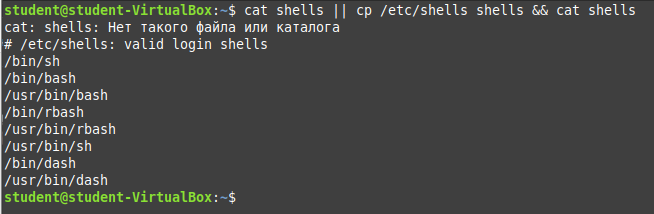 student@student-VirtualBox:~$ cat shells || cp /etc/shells shells && cat shells
cat: shells: Нет такого файла или каталога
# /etc/shells: valid login shells
/bin/sh
/bin/bash
/usr/bin/bash
/bin/rbash
/usr/bin/rbash
/usr/bin/sh
/bin/dash
/usr/bin/dash
student@student-VirtualBox:~$